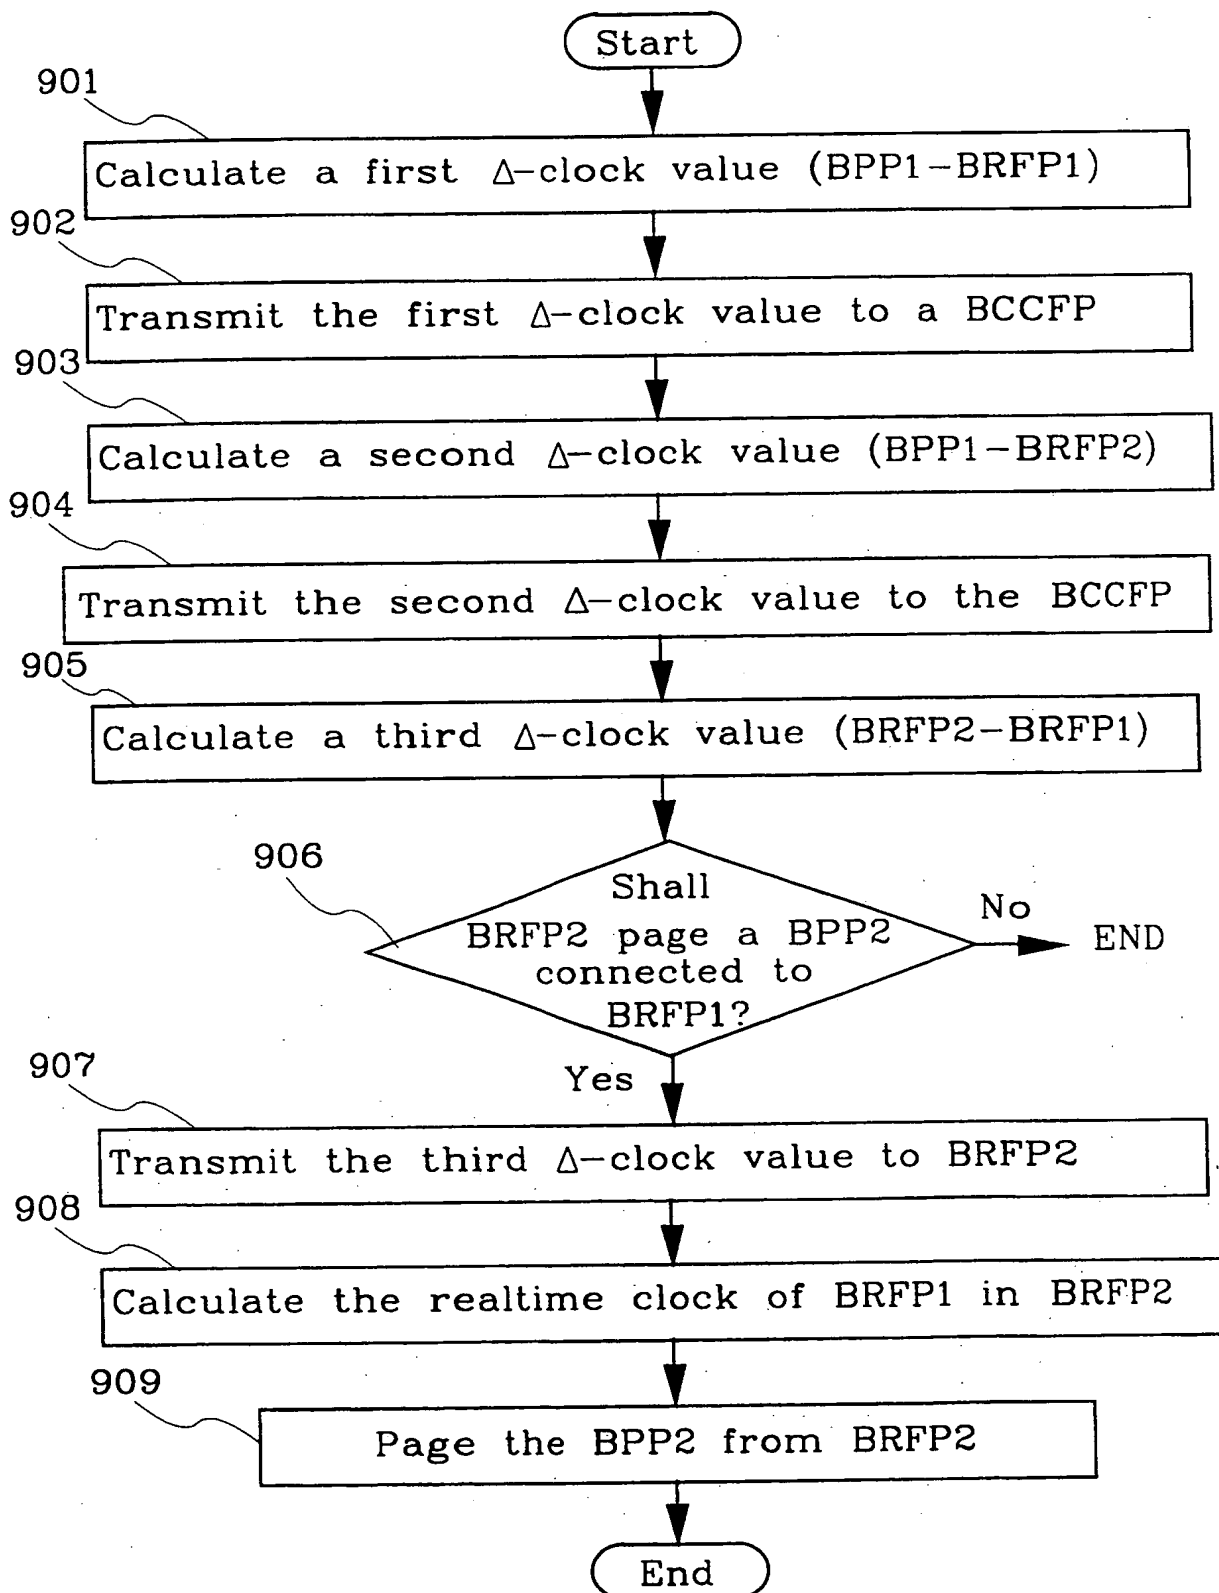 Start
901
Calculate a first Δ-clock value (BPP1-BRFP1)
902
Transmit the first Δ-clock value to a BCCFP
903
Calculate a second Δ-clock value (BPP1-BRFP2)
904
Transmit the second Δ-clock value to the BCCFP
905
Calculate a third Δ-clock value (BRFP2-BRFP1)
906
Shall
BRFP2 page a BPP2
connected to
BRFP1?
No
END
Yes
907
Transmit the third Δ-clock value to BRFP2
908
Calculate the realtime clock of BRFP1 in BRFP2
909
Page the BPP2 from BRFP2
End